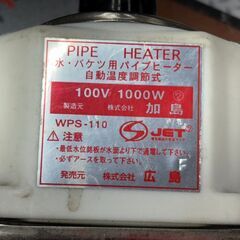 PIPE HEATER
水・バケツ用パイプヒーター
自動温度調節式
100V 1000W
製造元 株式会社 加島
WPS-110
⚠ 注意
S JET
・最低水位銘板が水面より下で通電して下さい。
・必ずアースを取って下さい。
発売元 株式会社 広島